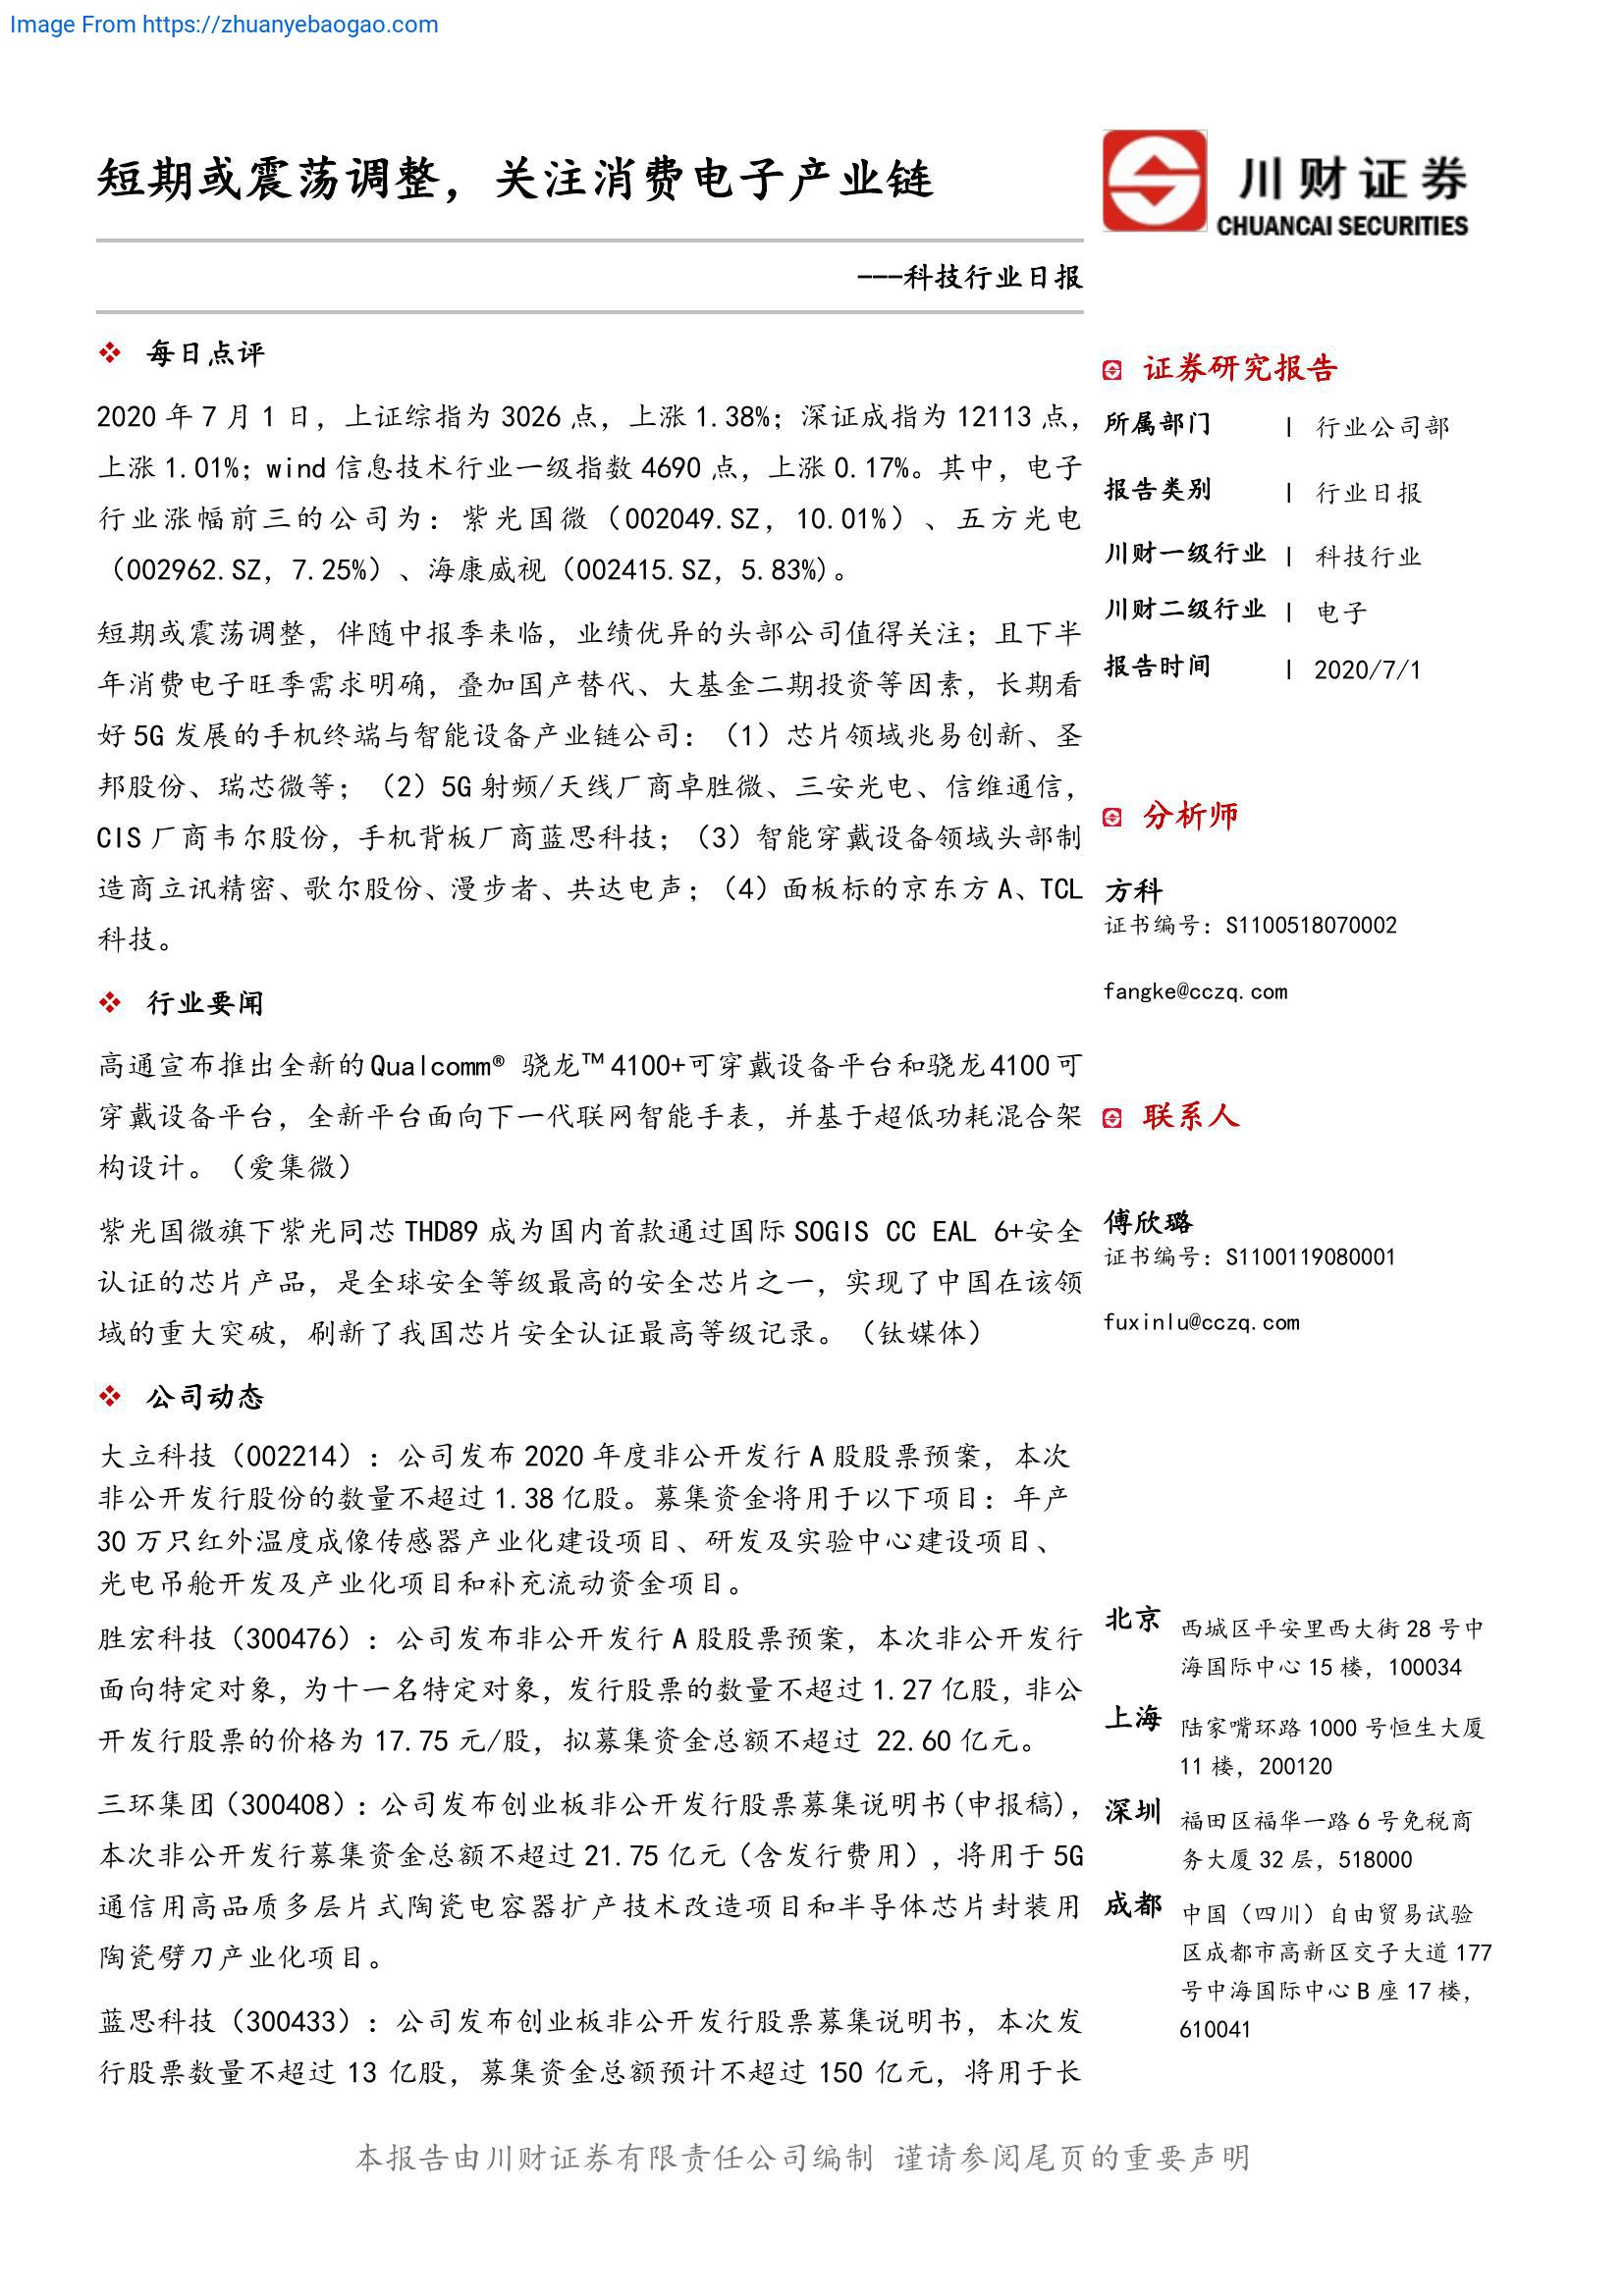 Image From https://zhuanyebaogao.com
短期或震荡调整，关注消费电子产业链
川财证券
CHUANCAI SECURITIES
---科技行业日报
❖ 每日点评
2020 年 7 月 1 日，上证综指为 3026 点，上涨 1.38%；深证成指为 12113 点，
上涨 1.01%；wind 信息技术行业一级指数 4690 点，上涨 0.17%。其中，电子
行业涨幅前三的公司为：紫光国微（002049.SZ，10.01%）、五方光电
（002962.SZ，7.25%）、海康威视（002415.SZ，5.83%)。
短期或震荡调整，伴随中报季来临，业绩优异的头部公司值得关注；且下半
年消费电子旺季需求明确，叠加国产替代、大基金二期投资等因素，长期看
好 5G 发展的手机终端与智能设备产业链公司：（1）芯片领域兆易创新、圣
邦股份、瑞芯微等；（2）5G 射频/天线厂商卓胜微、三安光电、信维通信，
CIS 厂商韦尔股份，手机背板厂商蓝思科技；（3）智能穿戴设备领域头部制
造商立讯精密、歌尔股份、漫步者、共达电声；（4）面板标的京东方 A、TCL
科技。
❖ 行业要闻
高通宣布推出全新的 Qualcomm® 骁龙™ 4100+可穿戴设备平台和骁龙 4100 可
穿戴设备平台，全新平台面向下一代联网智能手表，并基于超低功耗混合架
构设计。（爱集微）
紫光国微旗下紫光同芯 THD89 成为国内首款通过国际 SOGIS CC EAL 6+安全
认证的芯片产品，是全球安全等级最高的安全芯片之一，实现了中国在该领
域的重大突破，刷新了我国芯片安全认证最高等级记录。（钛媒体）
❖ 公司动态
大立科技（002214）：公司发布 2020 年度非公开发行 A 股股票预案，本次
非公开发行股份的数量不超过 1.38 亿股。募集资金将用于以下项目：年产
30 万只红外温度成像传感器产业化建设项目、研发及实验中心建设项目、
光电吊舱开发及产业化项目和补充流动资金项目。
胜宏科技（300476）：公司发布非公开发行 A 股股票预案，本次非公开发行
面向特定对象，为十一名特定对象，发行股票的数量不超过 1.27 亿股，非公
开发行股票的价格为 17.75 元/股，拟募集资金总额不超过 22.60 亿元。
三环集团（300408）：公司发布创业板非公开发行股票募集说明书(申报稿)，
本次非公开发行募集资金总额不超过 21.75 亿元（含发行费用），将用于 5G
通信用高品质多层片式陶瓷电容器扩产技术改造项目和半导体芯片封装用
陶瓷劈刀产业化项目。
蓝思科技（300433）：公司发布创业板非公开发行股票募集说明书，本次发
行股票数量不超过 13 亿股，募集资金总额预计不超过 150 亿元，将用于长
证券研究报告
所属部门 | 行业公司部
报告类别 | 行业日报
川财一级行业 | 科技行业
川财二级行业 | 电子
报告时间 | 2020/7/1
分析师
方科
证书编号：S1100518070002
fangke@cczq.com
联系人
傅欣璐
证书编号：S1100119080001
fuxinlu@cczq.com
北京 西城区平安里西大街 28 号中
海国际中心 15 楼，100034
上海 陆家嘴环路 1000 号恒生大厦
11 楼，200120
深圳 福田区福华一路 6 号免税商
务大厦 32 层，518000
成都 中国（四川）自由贸易试验
区成都市高新区交子大道 177
号中海国际中心 B 座 17 楼，
610041
本报告由川财证券有限责任公司编制 谨请参阅尾页的重要声明